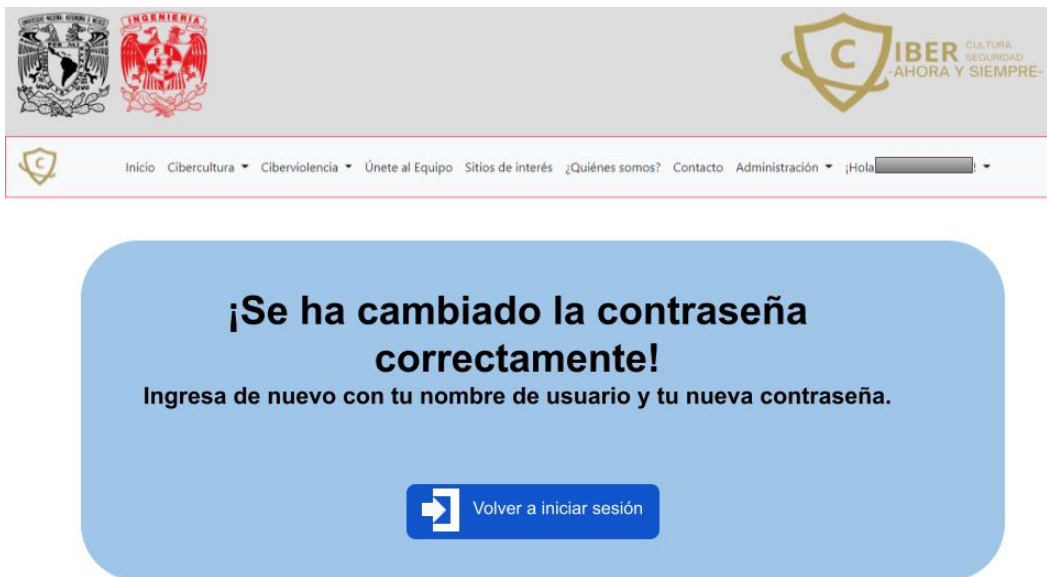 INGENIERIA
C
IBER CULTURA
SEGURIDAD
-AHORA Y SIEMPRE-
C
Inicio Cibercultura Ciberviolencia Únete al Equipo Sitios de interés ¿Quiénes somos? Contacto Administración ¡Hola !
¡Se ha cambiado la contraseña
correctamente!
Ingresa de nuevo con tu nombre de usuario y tu nueva contraseña.
Volver a iniciar sesión